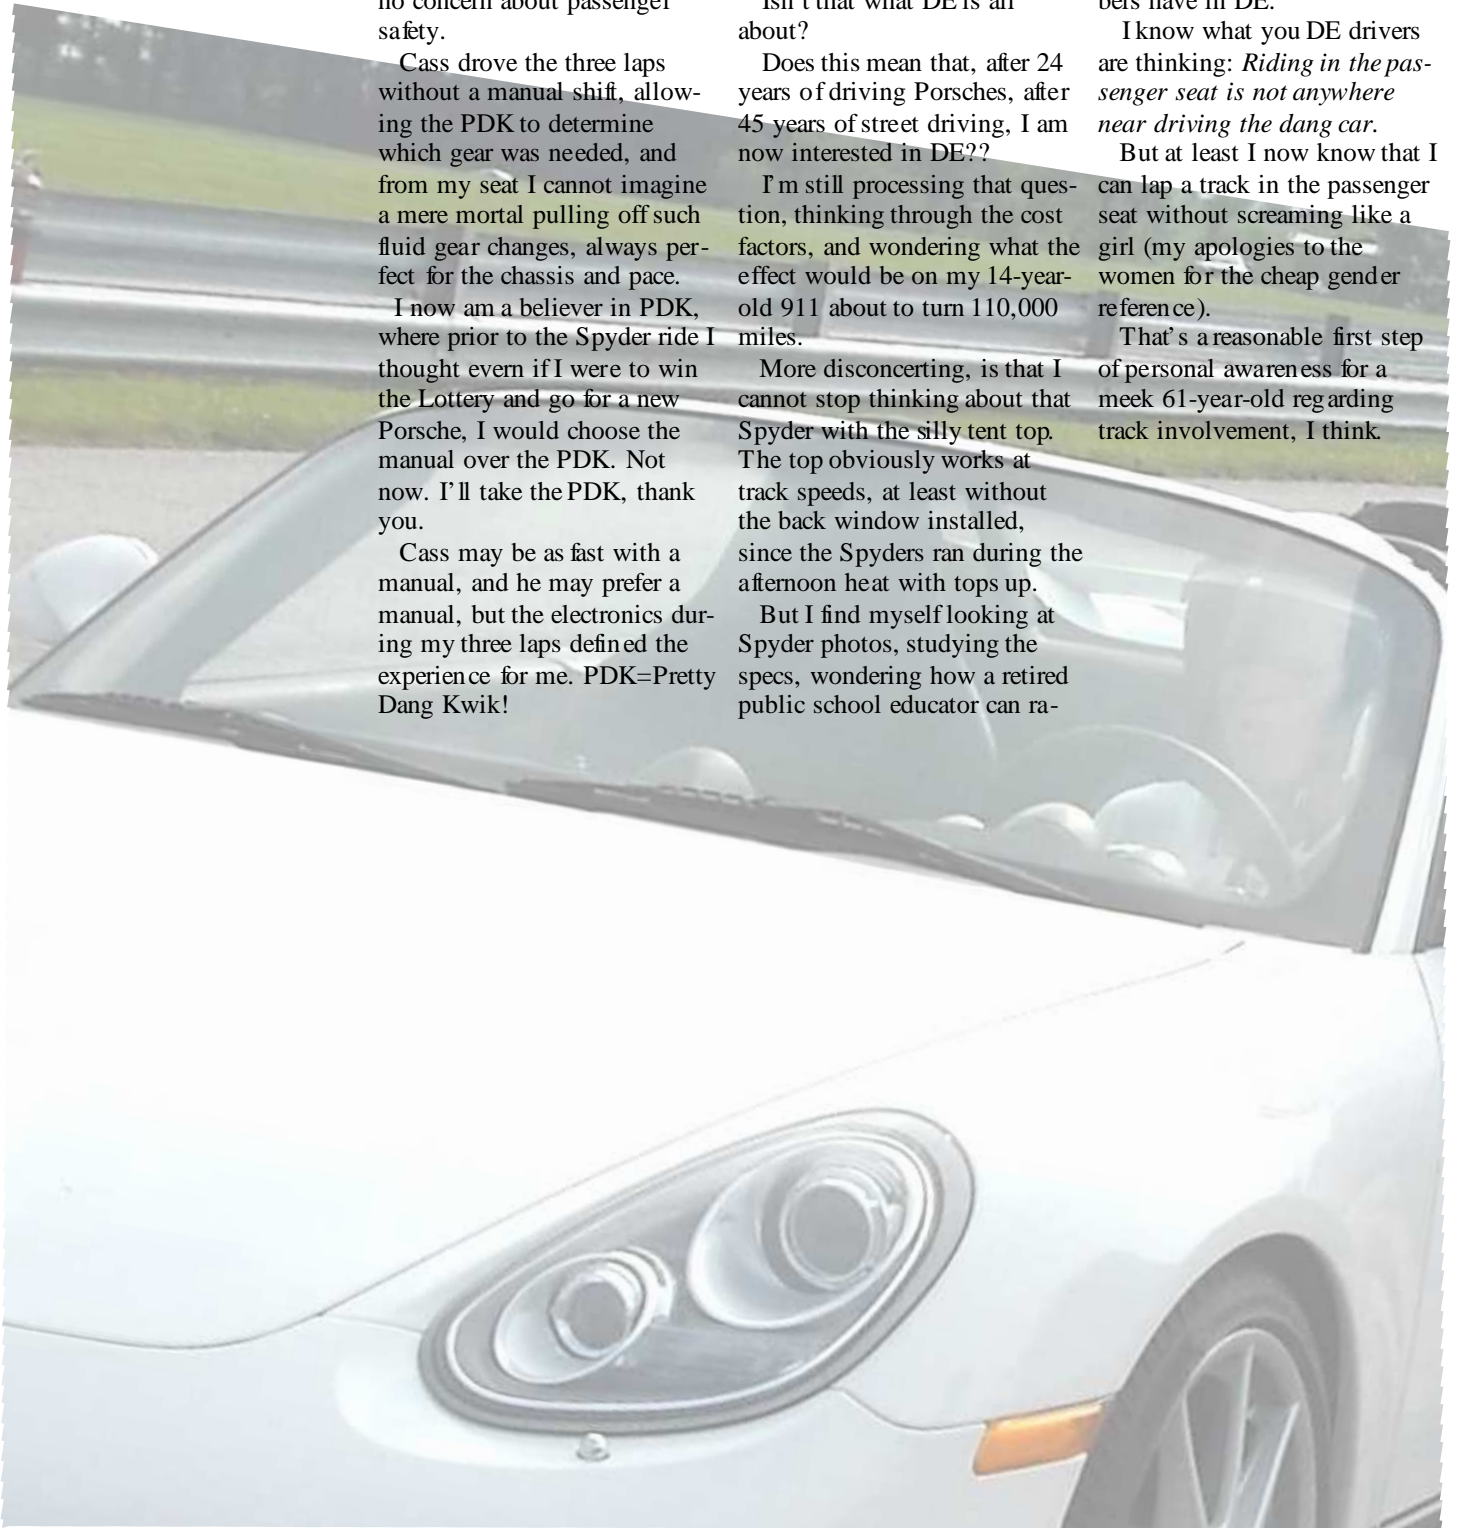 no concern about passenger
safety.
Cass drove the three laps
without a manual shift, allow-
ing the PDK to determine
which gear was needed, and
from my seat I cannot imagine
a mere mortal pulling off such
fluid gear changes, always per-
fect for the chassis and pace.
I now am a believer in PDK,
where prior to the Spyder ride I
thought evern if I were to win
the Lottery and go for a new
Porsche, I would choose the
manual over the PDK. Not
now. I'll take the PDK, thank
you.
Cass may be as fast with a
manual, and he may prefer a
manual, but the electronics dur-
ing my three laps defined the
experience for me. PDK=Pretty
Dang Kwik!
Isn't that what DE is all
about?
Does this mean that, after 24
years of driving Porsches, after
45 years of street driving, I am
now interested in DE??
I'm still processing that ques-
tion, thinking through the cost
factors, and wondering what the
effect would be on my 14-year-
old 911 about to turn 110,000
miles.
More disconcerting, is that I
cannot stop thinking about that
Spyder with the silly tent top.
The top obviously works at
track speeds, at least without
the back window installed,
since the Spyders ran during the
afternoon heat with tops up.
But I find myself looking at
Spyder photos, studying the
specs, wondering how a retired
public school educator can ra-
bers have in DE.
I know what you DE drivers
are thinking: Riding in the pas-
senger seat is not anywhere
near driving the dang car.
But at least I now know that I
can lap a track in the passenger
seat without screaming like a
girl (my apologies to the
women for the cheap gender
reference).
That's a reasonable first step
of personal awareness for a
meek 61-year-old regarding
track involvement, I think.